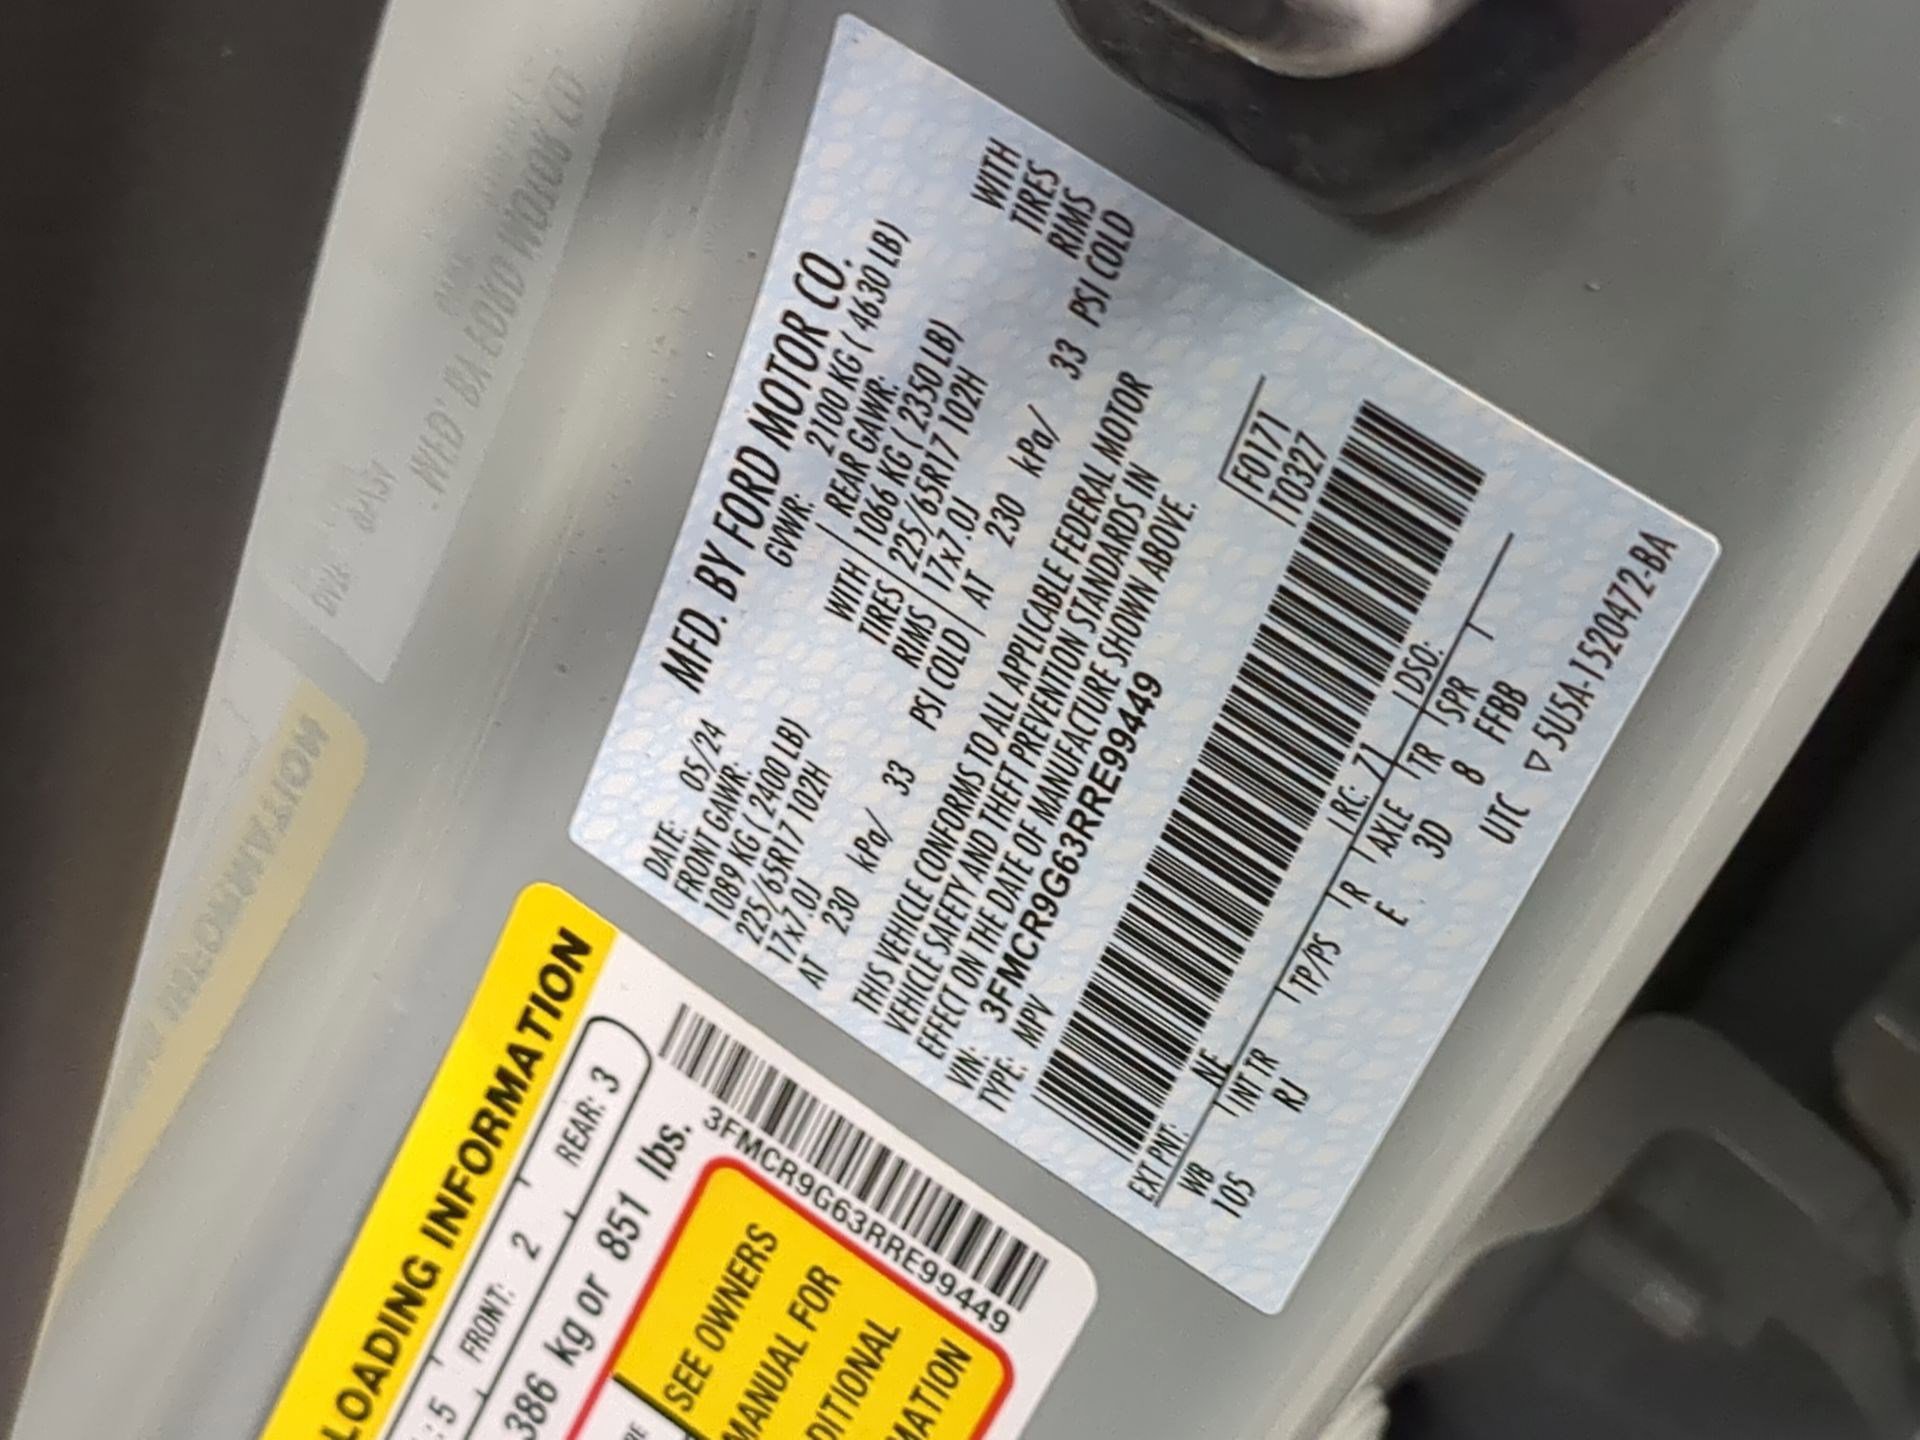 MFD. BY FORD MOTOR CO.
DATE: 05/24 GVWR: 2100 KG ( 4630 LB)
FRONT GAWR: REAR GAWR:
1089 KG ( 2400 LB) WITH 1066 KG ( 2350 LB) WITH
225/65R17 102H TIRES 225/65R17 102H TIRES
17x7.0J RIMS 17x7.0J RIMS
AT 230 kPa/ 33 PSI COLD AT 230 kPa/ 33 PSI COLD
THIS VEHICLE CONFORMS TO ALL APPLICABLE FEDERAL MOTOR
VEHICLE SAFETY AND THEFT PREVENTION STANDARDS IN
EFFECT ON THE DATE OF MANUFACTURE SHOWN ABOVE.
VIN: 3FMCR9G63RRE99449
TYPE: MPV
F0171
T0327
EXT PNT: NE RC: 71 DSO:
WB INT TR TP/PS R AXLE TR SPR
105 RJ E 3D 8 FFBB
UTC ▽ 5U5A-1520472-BA
LOADING INFORMATION
: 5 FRONT: 2 REAR: 3
386 kg or 851 lbs.
SEE OWNERS
MANUAL FOR
3FMCR9G63RRE99449